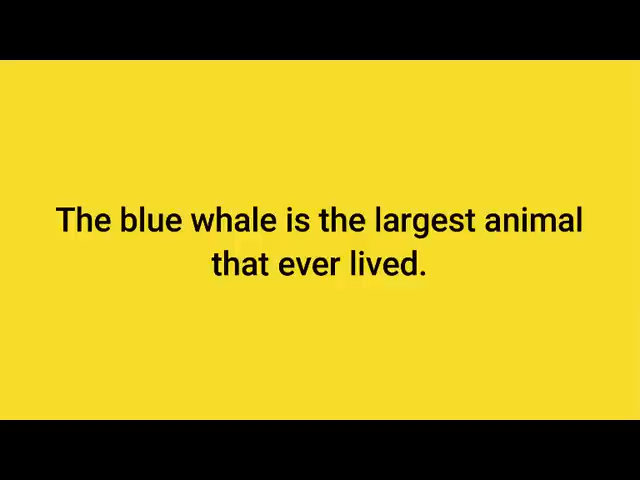 The blue whale is the largest animal
that ever lived.